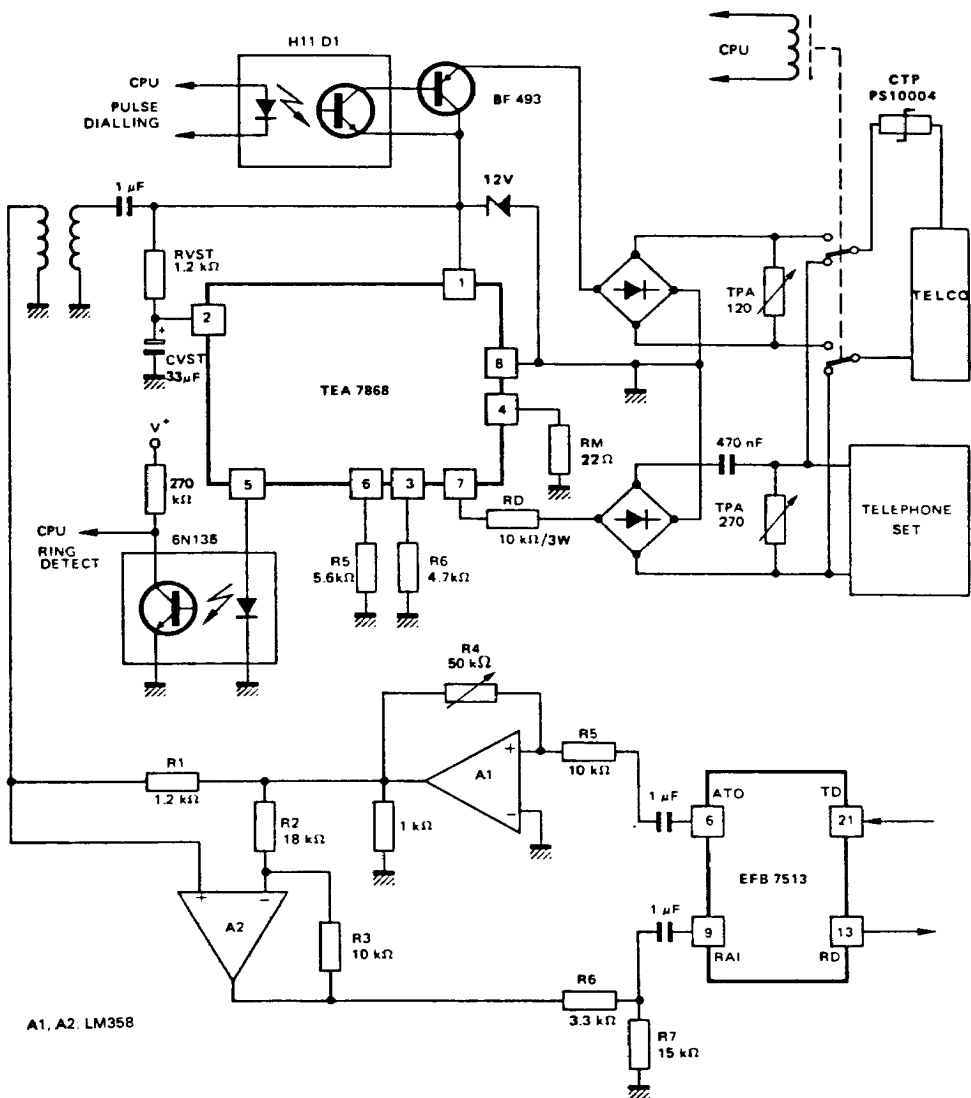 H11 D1
CPU
PULSE
DIALLING
BF 493
CPU
CTP
PS10004
1 µF
12V
RVST
1.2 kΩ
1
2
+
CVST
33µF
TEA 7868
8
4
TPA
120
TELCO
RM
22Ω
470 nF
V+
270
kΩ
5
6
3
7
RD
10 kΩ/3W
TPA
270
TELEPHONE
SET
CPU
RING
DETECT
6N136
R5
5.6kΩ
R6
4.7kΩ
R4
50 kΩ
R1
1.2 kΩ
A1
+
−
R5
10 kΩ
R2
18 kΩ
1 kΩ
1 µF
ATO
TD
6
21
EFB 7513
+
−
A2
R3
10 kΩ
1 µF
9
13
RAI
RD
R6
3.3 kΩ
R7
15 kΩ
A1, A2: LM358